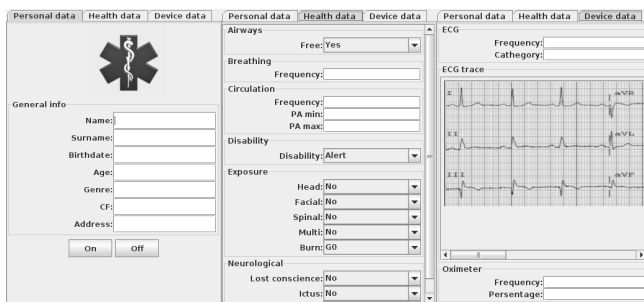 Personal data Health data Device data
General info
Name:
Surname:
Birthdate:
Age:
Genre:
CF:
Address:
On Off
Personal data Health data Device data
Airways
Free: Yes
Breathing
Frequency:
Circulation
Frequency:
PA min:
PA max:
Disability
Disability: Alert
Exposure
Head: No
Facial: No
Spinal: No
Multi: No
Burn: G0
Neurological
Lost conscience: No
Ictus: No
Personal data Health data Device data
ECG
Frequency:
Cathegory:
ECG trace
I aVR
II aVL
III aVF
Oximeter
Frequency:
Percentage: